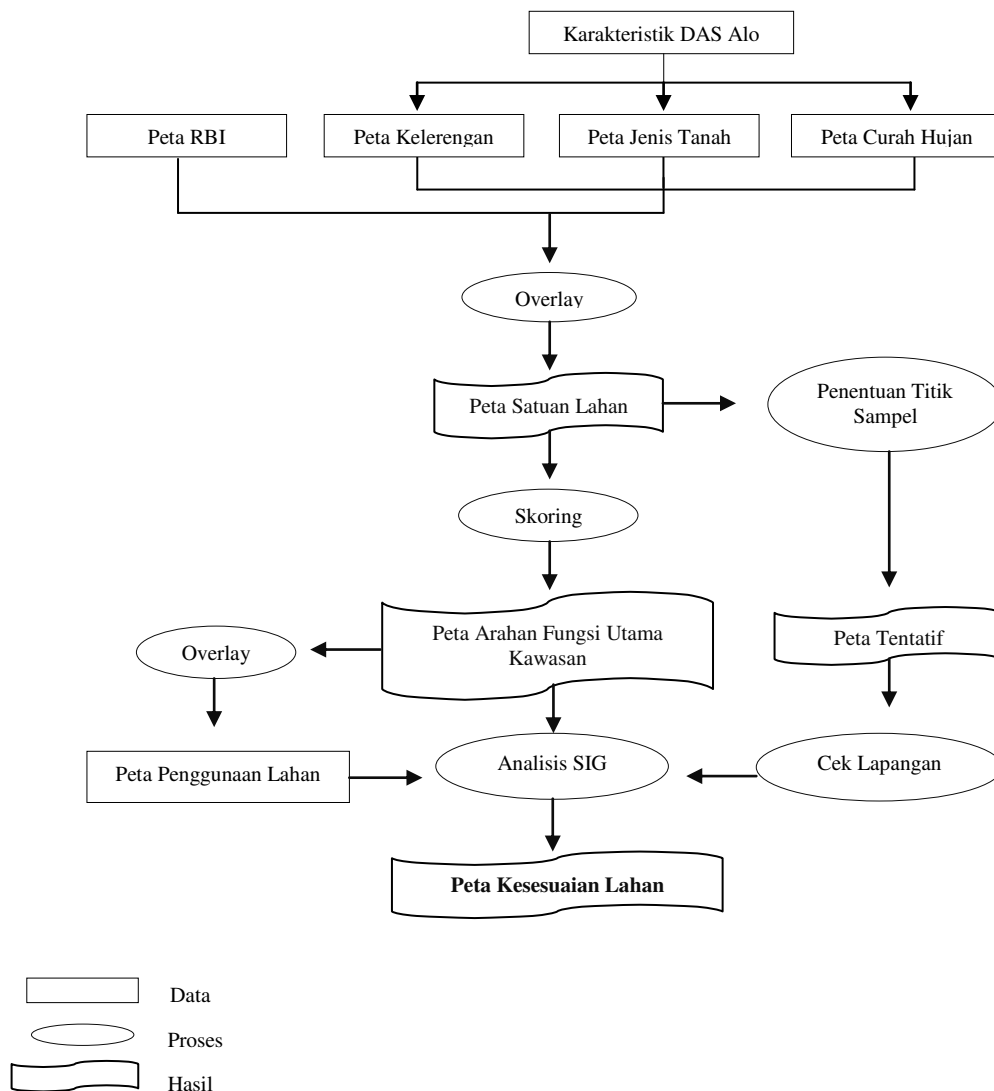 Karakteristik DAS Alo
Peta RBI
Peta Kelerengan
Peta Jenis Tanah
Peta Curah Hujan
Overlay
Peta Satuan Lahan
Penentuan Titik
Sampel
Skoring
Peta Arahan Fungsi Utama
Kawasan
Overlay
Peta Tentatif
Peta Penggunaan Lahan
Analisis SIG
Cek Lapangan
Peta Kesesuaian Lahan
Data
Proses
Hasil